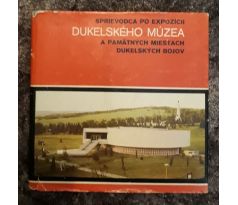 SPRIEVODCA PO EXPOZÍCII
DUKELSKÉHO MÚZEA
A PAMÄTNÝCH MIESTACH
DUKELSKÝCH BOJOV